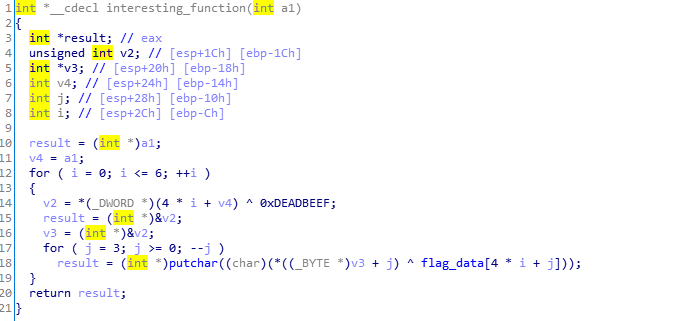 1 int *__cdecl interesting_function(int a1)
2 {
3 int *result; // eax
4 unsigned int v2; // [esp+1Ch] [ebp-1Ch]
5 int *v3; // [esp+20h] [ebp-18h]
6 int v4; // [esp+24h] [ebp-14h]
7 int j; // [esp+28h] [ebp-10h]
8 int i; // [esp+2Ch] [ebp-Ch]
9
10 result = (int *)a1;
11 v4 = a1;
12 for ( i = 0; i <= 6; ++i )
13 {
14 v2 = *(_DWORD *)(4 * i + v4) ^ 0xDEADBEEF;
15 result = (int *)&v2;
16 v3 = (int *)&v2;
17 for ( j = 3; j >= 0; --j )
18 result = (int *)putchar((char)(*((_BYTE *)v3 + j) ^ flag_data[4 * i + j]));
19 }
20 return result;
21 }